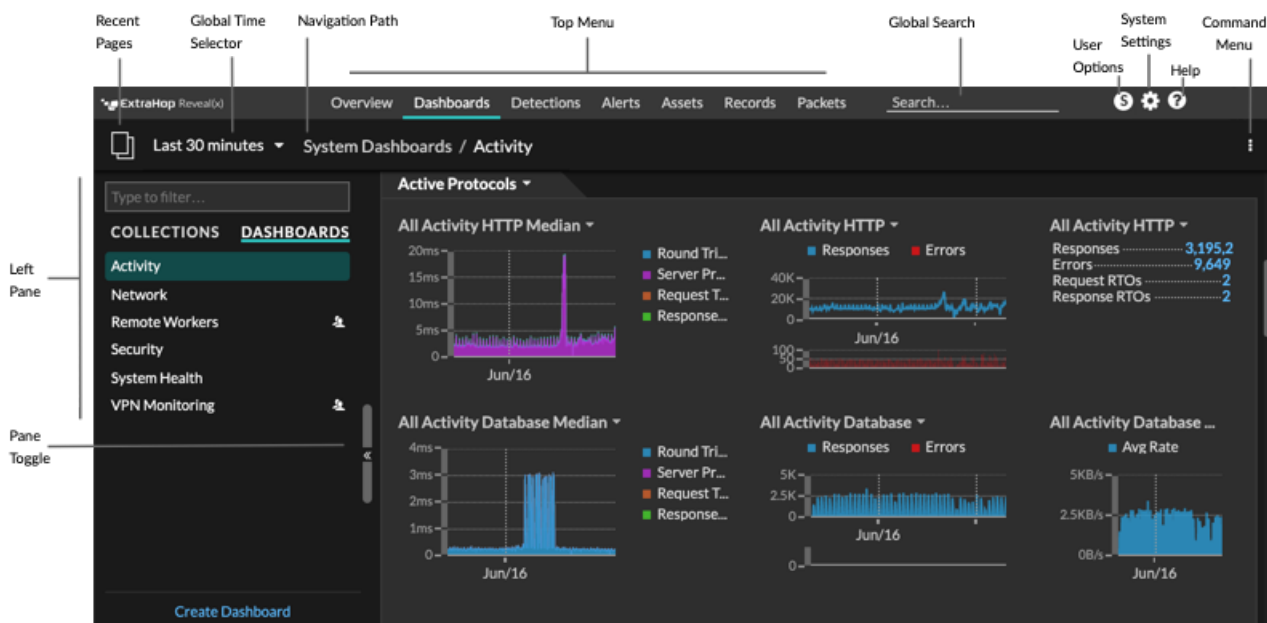 Recent Pages
Global Time Selector
Navigation Path
Top Menu
Global Search
User Options
System Settings
Help
Command Menu
ExtraHop Reveal(x)
Overview Dashboards Detections Alerts Assets Records Packets Search...
S ?
Last 30 minutes System Dashboards / Activity
Left Pane
Pane Toggle
Type to filter...
COLLECTIONS DASHBOARDS
Activity
Network
Remote Workers
Security
System Health
VPN Monitoring
«
Create Dashboard
Active Protocols
All Activity HTTP Median
20ms
15ms
10ms
5ms
0
Jun/16
Round Tri...
Server Pr...
Request T...
Response...
All Activity HTTP
Responses Errors
40K
20K
0
Jun/16
100
50
0
All Activity HTTP
Responses 3,195,2
Errors 9,649
Request RTOs 2
Response RTOs 2
All Activity Database Median
4ms
3ms
2ms
1ms
0
Jun/16
Round Tri...
Server Pr...
Request T...
Response...
All Activity Database
Responses Errors
5K
2.5K
0
Jun/16
0
All Activity Database ...
Avg Rate
5KB/s
2.5KB/s
0B/s
Jun/16